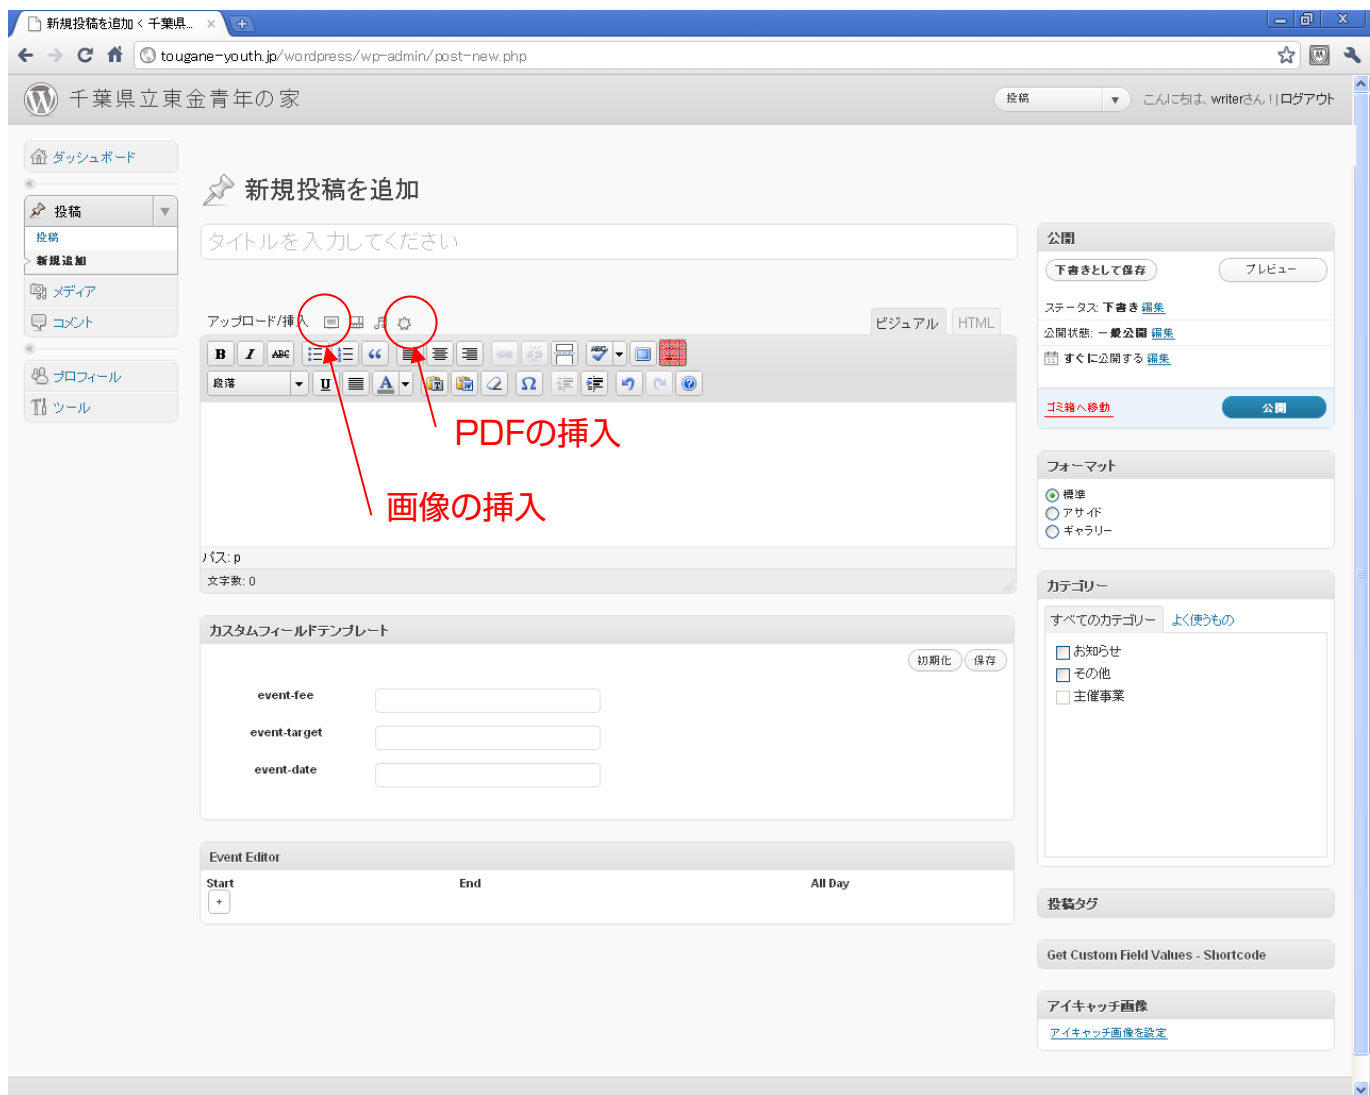 新規投稿を追加 < 千葉県...
tougane-youth.jp/wordpress/wp-admin/post-new.php
千葉県立東金青年の家
投稿
こんにちは、writerさん！|ログアウト
ダッシュボード
投稿
投稿
新規追加
メディア
コメント
プロフィール
ツール
新規投稿を追加
タイトルを入力してください
アップロード/挿入
ビジュアル
HTML
B I ABC ABC
段落
U A T W Ω
PDFの挿入
画像の挿入
パス: p
文字数: 0
カスタムフィールドテンプレート
初期化
保存
event-fee
event-target
event-date
Event Editor
Start End All Day
+
公開
下書きとして保存
プレビュー
ステータス: 下書き 編集
公開状態: 一般公開 編集
すぐに公開する 編集
ゴミ箱へ移動
公開
フォーマット
標準
アサイド
ギャラリー
カテゴリー
すべてのカテゴリー よく使うもの
お知らせ
その他
主催事業
投稿タグ
Get Custom Field Values - Shortcode
アイキャッチ画像
アイキャッチ画像を設定